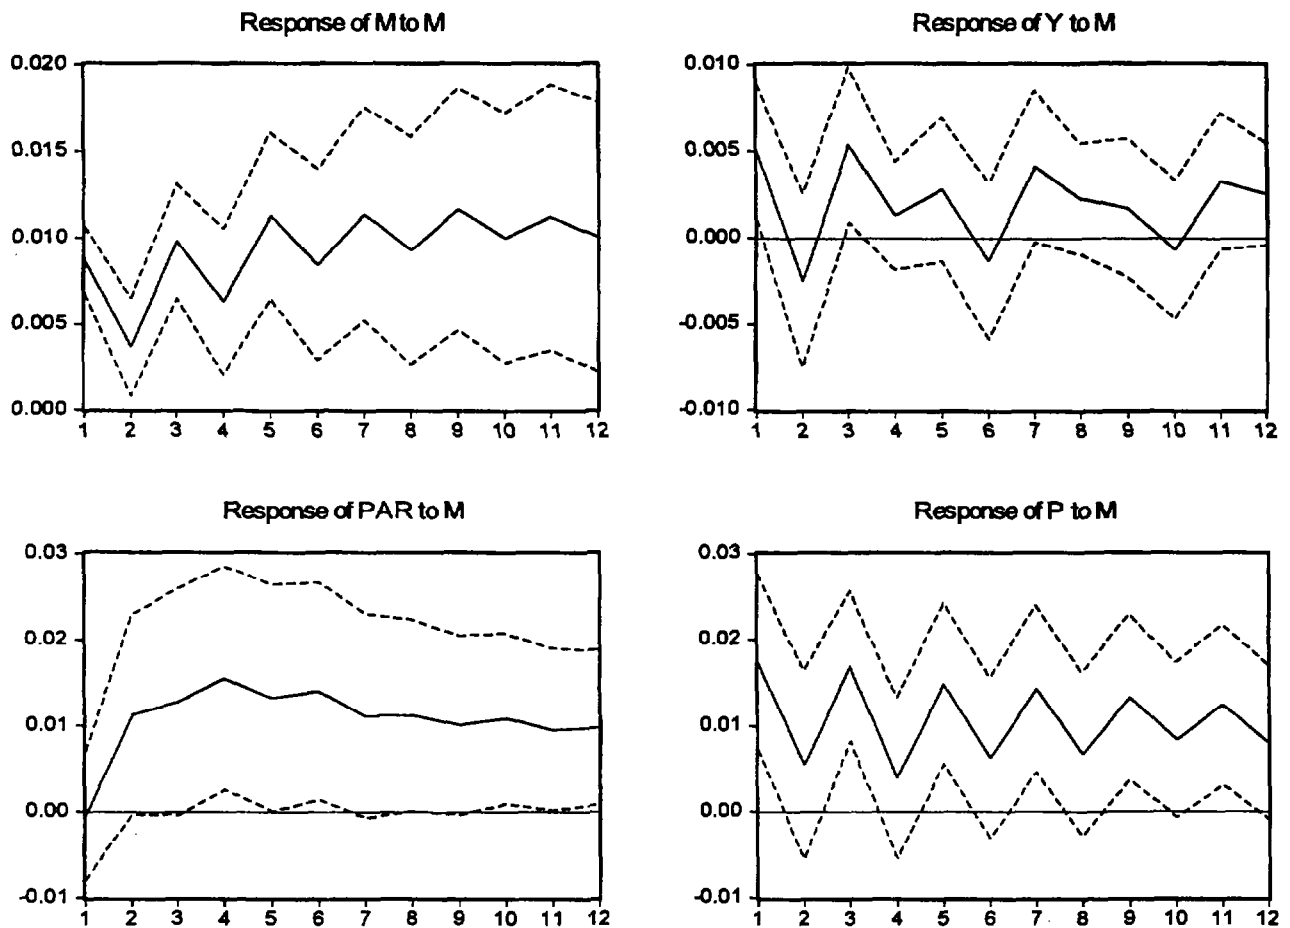 Response of M to M
Response of Y to M
0.020
0.015
0.010
0.005
0.000
1 2 3 4 5 6 7 8 9 10 11 12
0.010
0.005
0.000
-0.005
-0.010
1 2 3 4 5 6 7 8 9 10 11 12
Response of PAR to M
Response of P to M
0.03
0.02
0.01
0.00
-0.01
1 2 3 4 5 6 7 8 9 10 11 12
0.03
0.02
0.01
0.00
-0.01
1 2 3 4 5 6 7 8 9 10 11 12